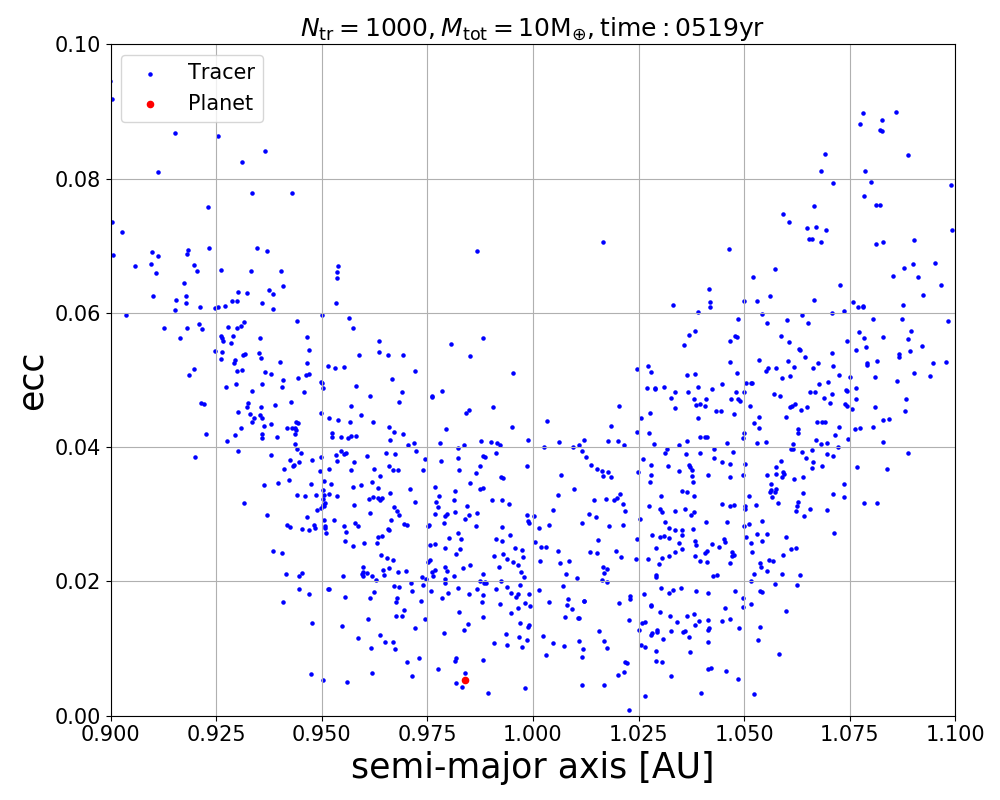 N_tr = 1000, M_tot = 10M_⊕, time : 0519yr
Tracer
Planet
ecc
0.10
0.08
0.06
0.04
0.02
0.00
0.900 0.925 0.950 0.975 1.000 1.025 1.050 1.075 1.100
semi-major axis [AU]